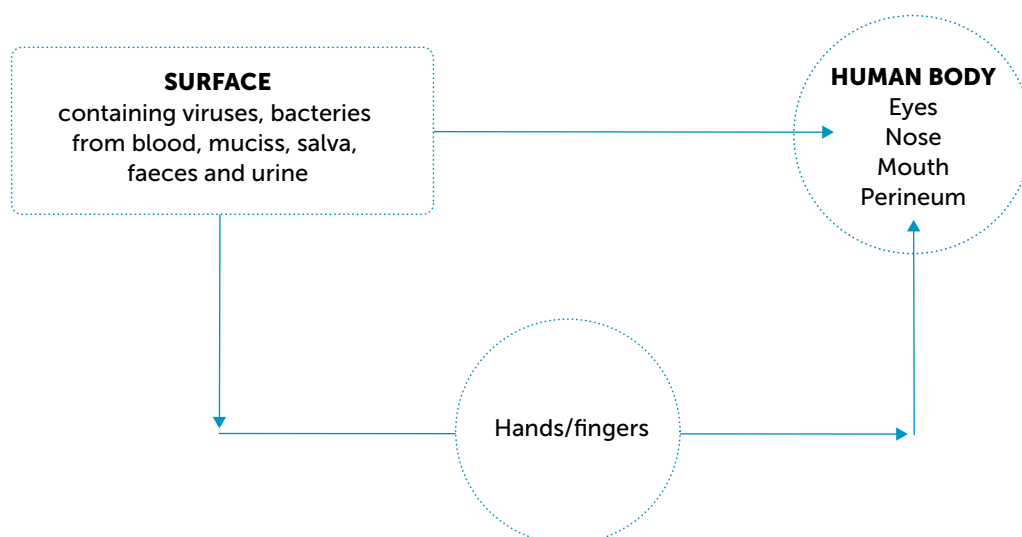 SURFACE
containing viruses, bacteries
from blood, muciss, salva,
faeces and urine
HUMAN BODY
Eyes
Nose
Mouth
Perineum
Hands/fingers